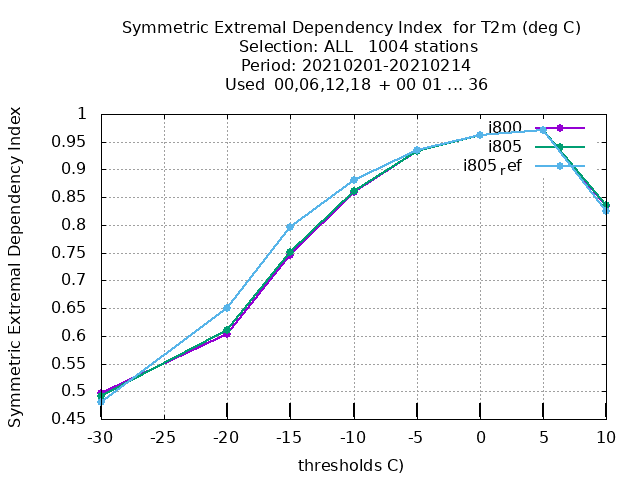 Symmetric Extremal Dependency Index for T2m (deg C)
Selection: ALL 1004 stations
Period: 20210201-20210214
Used 00,06,12,18 + 00 01 ... 36
Symmetric Extremal Dependency Index
1
0.95
0.9
0.85
0.8
0.75
0.7
0.65
0.6
0.55
0.5
0.45
i800
i805
i805ref
-30 -25 -20 -15 -10 -5 0 5 10
thresholds C)